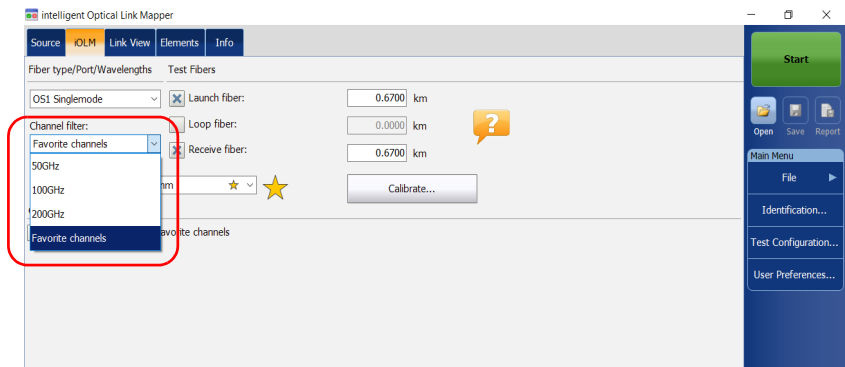 intelligent Optical Link Mapper
Source iOLM Link View Elements Info
Fiber type/Port/Wavelengths Test Fibers
OS1 Singlemode Launch fiber: 0.6700 km
Channel filter: Loop fiber: 0.0000 km
Favorite channels Receive fiber: 0.6700 km
50GHz
100GHz nm Calibrate...
200GHz
Favorite channels avorite channels
Start
Open Save Report
Main Menu
File
Identification...
Test Configuration...
User Preferences...